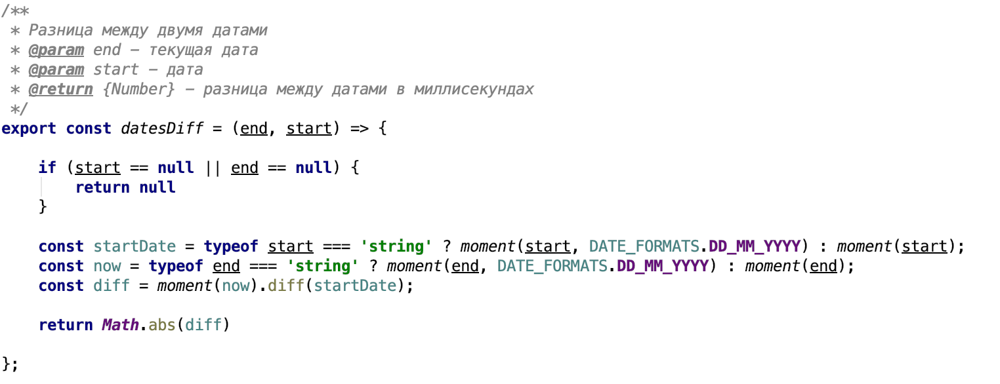 /**
 * Разница между двумя датами
 * @param end – текущая дата
 * @param start – дата
 * @return {Number} – разница между датами в миллисекундах
 */
export const datesDiff = (end, start) => {
    if (start == null || end == null) {
        return null
    }
    const startDate = typeof start === 'string' ? moment(start, DATE_FORMATS.DD_MM_YYYY) : moment(start);
    const now = typeof end === 'string' ? moment(end, DATE_FORMATS.DD_MM_YYYY) : moment(end);
    const diff = moment(now).diff(startDate);
    return Math.abs(diff)
};